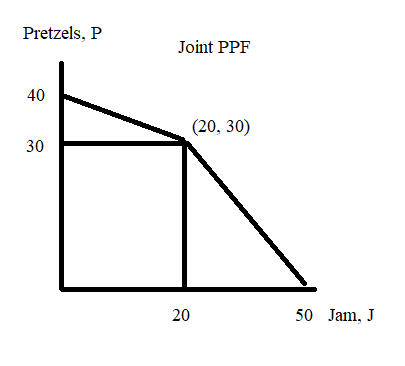 Pretzels, P
Joint PPF
40
(20, 30)
30
20
50
Jam, J